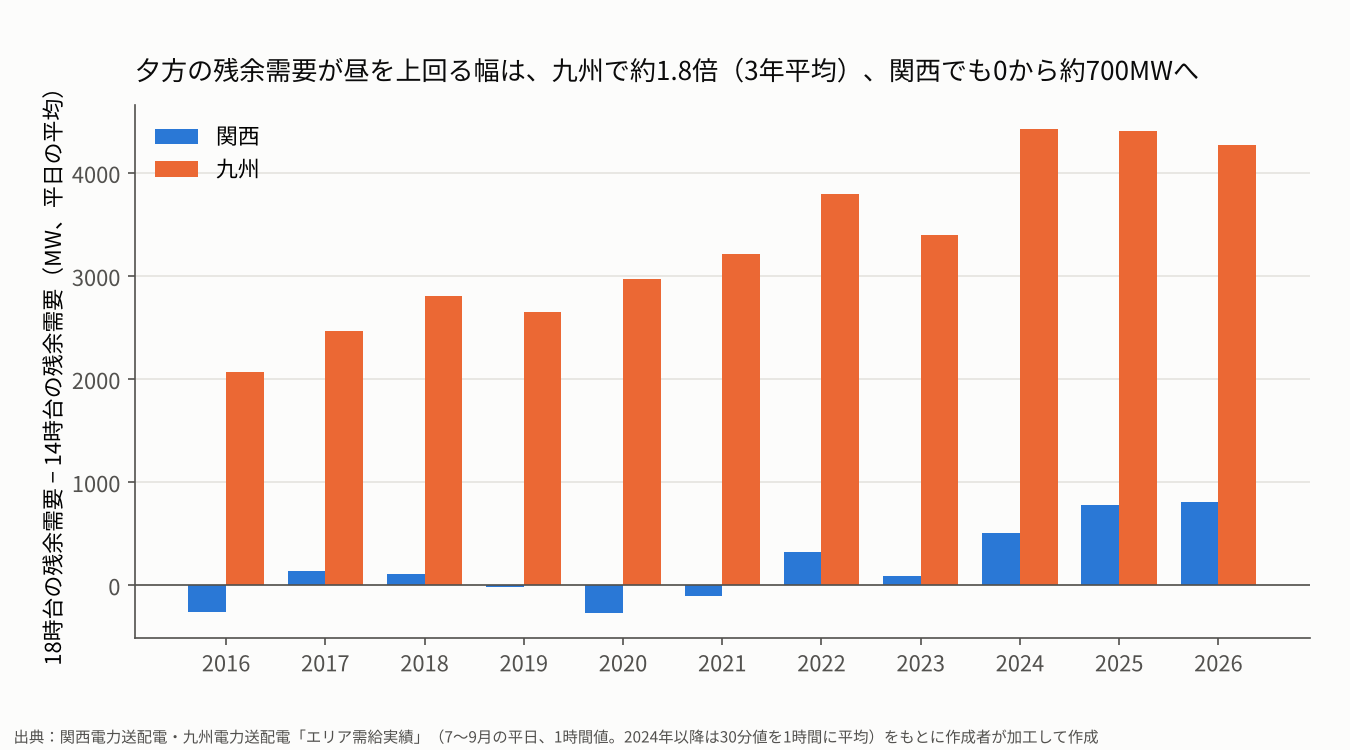 夕方の残余需要が昼を上回る幅は、九州で約1.8倍（3年平均）、関西でも0から約700MWへ
18時台の残余需要 − 14時台の残余需要（MW、平日の平均）
関西
九州
4000
3000
2000
1000
0
2016 2017 2018 2019 2020 2021 2022 2023 2024 2025 2026
出典：関西電力送配電・九州電力送配電「エリア需給実績」（7〜9月の平日、1時間値。2024年以降は30分値を1時間に平均）をもとに作成者が加工して作成